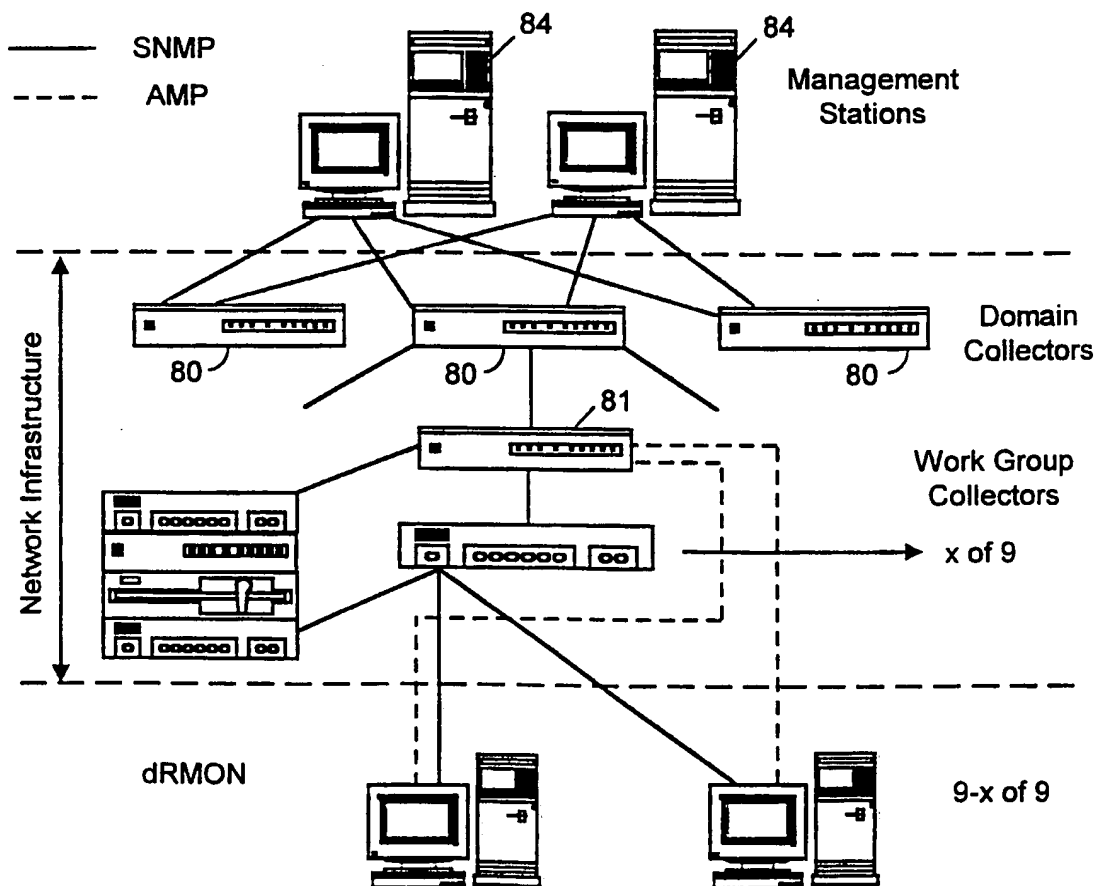 SNMP
AMP
84
84
Management
Stations
Network Infrastructure
80
80
80
Domain
Collectors
81
Work Group
Collectors
x of 9
dRMON
9-x of 9